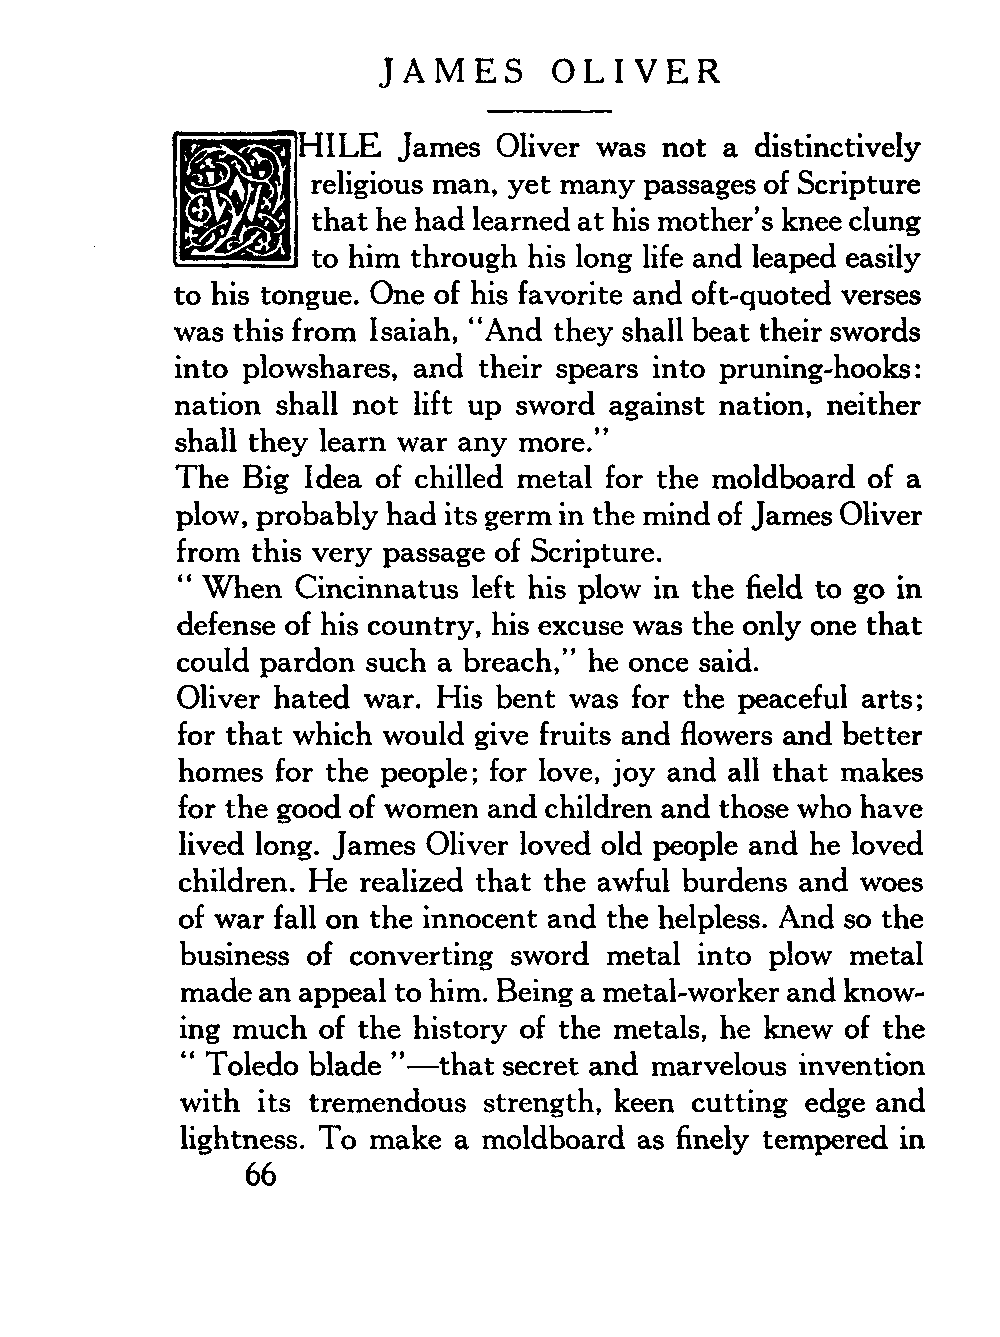 JAMES OLIVER
WHILE James Oliver was not a distinctively
religious man, yet many passages of Scripture
that he had learned at his mother's knee clung
to him through his long life and leaped easily
to his tongue. One of his favorite and oft-quoted verses
was this from Isaiah, "And they shall beat their swords
into plowshares, and their spears into pruning-hooks:
nation shall not lift up sword against nation, neither
shall they learn war any more."
The Big Idea of chilled metal for the moldboard of a
plow, probably had its germ in the mind of James Oliver
from this very passage of Scripture.
" When Cincinnatus left his plow in the field to go in
defense of his country, his excuse was the only one that
could pardon such a breach," he once said.
Oliver hated war. His bent was for the peaceful arts;
for that which would give fruits and flowers and better
homes for the people; for love, joy and all that makes
for the good of women and children and those who have
lived long. James Oliver loved old people and he loved
children. He realized that the awful burdens and woes
of war fall on the innocent and the helpless. And so the
business of converting sword metal into plow metal
made an appeal to him. Being a metal-worker and know-
ing much of the history of the metals, he knew of the
" Toledo blade "—that secret and marvelous invention
with its tremendous strength, keen cutting edge and
lightness. To make a moldboard as finely tempered in
66